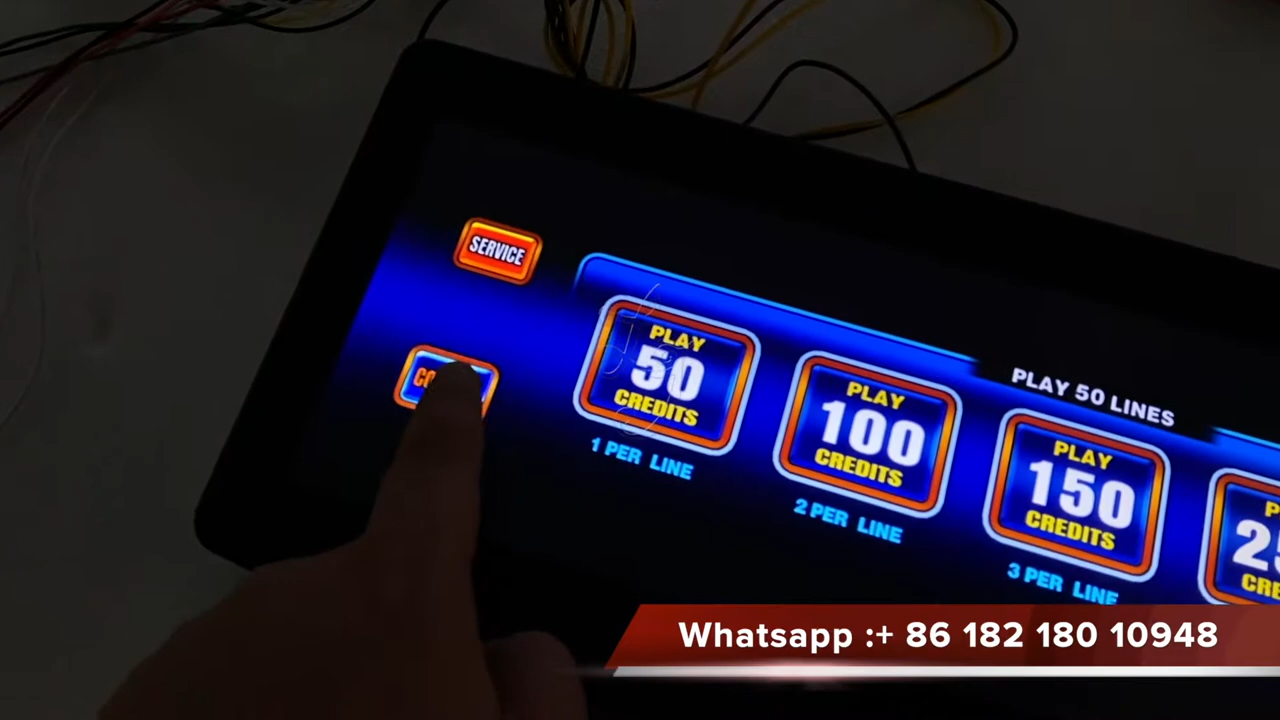 SERVICE
PLAY
50
CREDITS
1 PER LINE
PLAY
100
CREDITS
2 PER LINE
PLAY 50 LINES
PLAY
150
CREDITS
3 PER LINE
Whatsapp :+ 86 182 180 10948